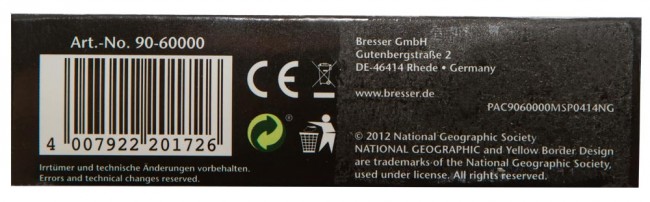 Art.-No. 90-60000
4 007922 201726
Irrtümer und technische Änderungen vorbehalten.
Errors and technical changes reserved.
CE
®
Bresser GmbH
Gutenbergstraße 2
DE-46414 Rhede • Germany
www.bresser.de
PAC9060000MSP0414NG
© 2012 National Geographic Society
NATIONAL GEOGRAPHIC and Yellow Border Design
are trademarks of the National Geographic Society,
used under license. All rights reserved.